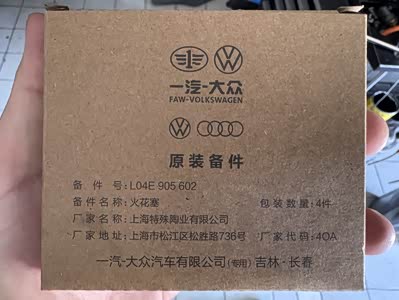 一汽-大众
FAW-VOLKSWAGEN
原装备件
备 件 号: L04E 905 602
备件名称: 火花塞 包装数量: 4件
厂家名称: 上海特殊陶业有限公司
厂家地址: 上海市松江区松胜路736号 厂家代码: 40A
一汽-大众汽车有限公司(专用) 吉林·长春